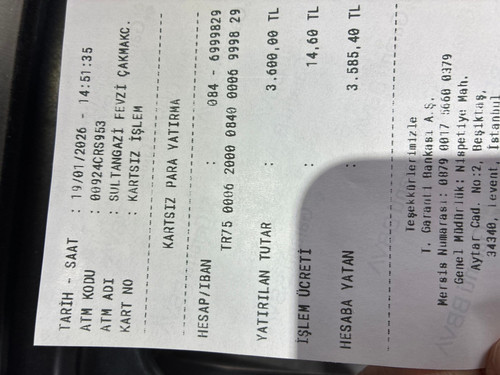 TARİH - SAAT : 19/01/2026 - 14:51:35
ATM KODU : 00924CRS953
ATM ADI : SULTANGAZİ FEVZİ ÇAKMAKC.
KART NO : KARTSIZ İŞLEM
KARTSIZ PARA YATIRMA
HESAP/IBAN : 084 - 6999829
TR75 0006 2000 0840 0006 9998 29
YATIRILAN TUTAR : 3.600,00 TL
İŞLEM ÜCRETİ : 14,60 TL
HESABA YATAN : 3.585,40 TL
Teşekkürlerimizle
T. Garanti Bankası A.Ş.
Mersis Numarası: 0879 0017 5660 0379
Genel Müdürlük: Nispetiye Mah.
Aytar Cad. No:2, Beşiktaş,
34340, Levent, İstanbul